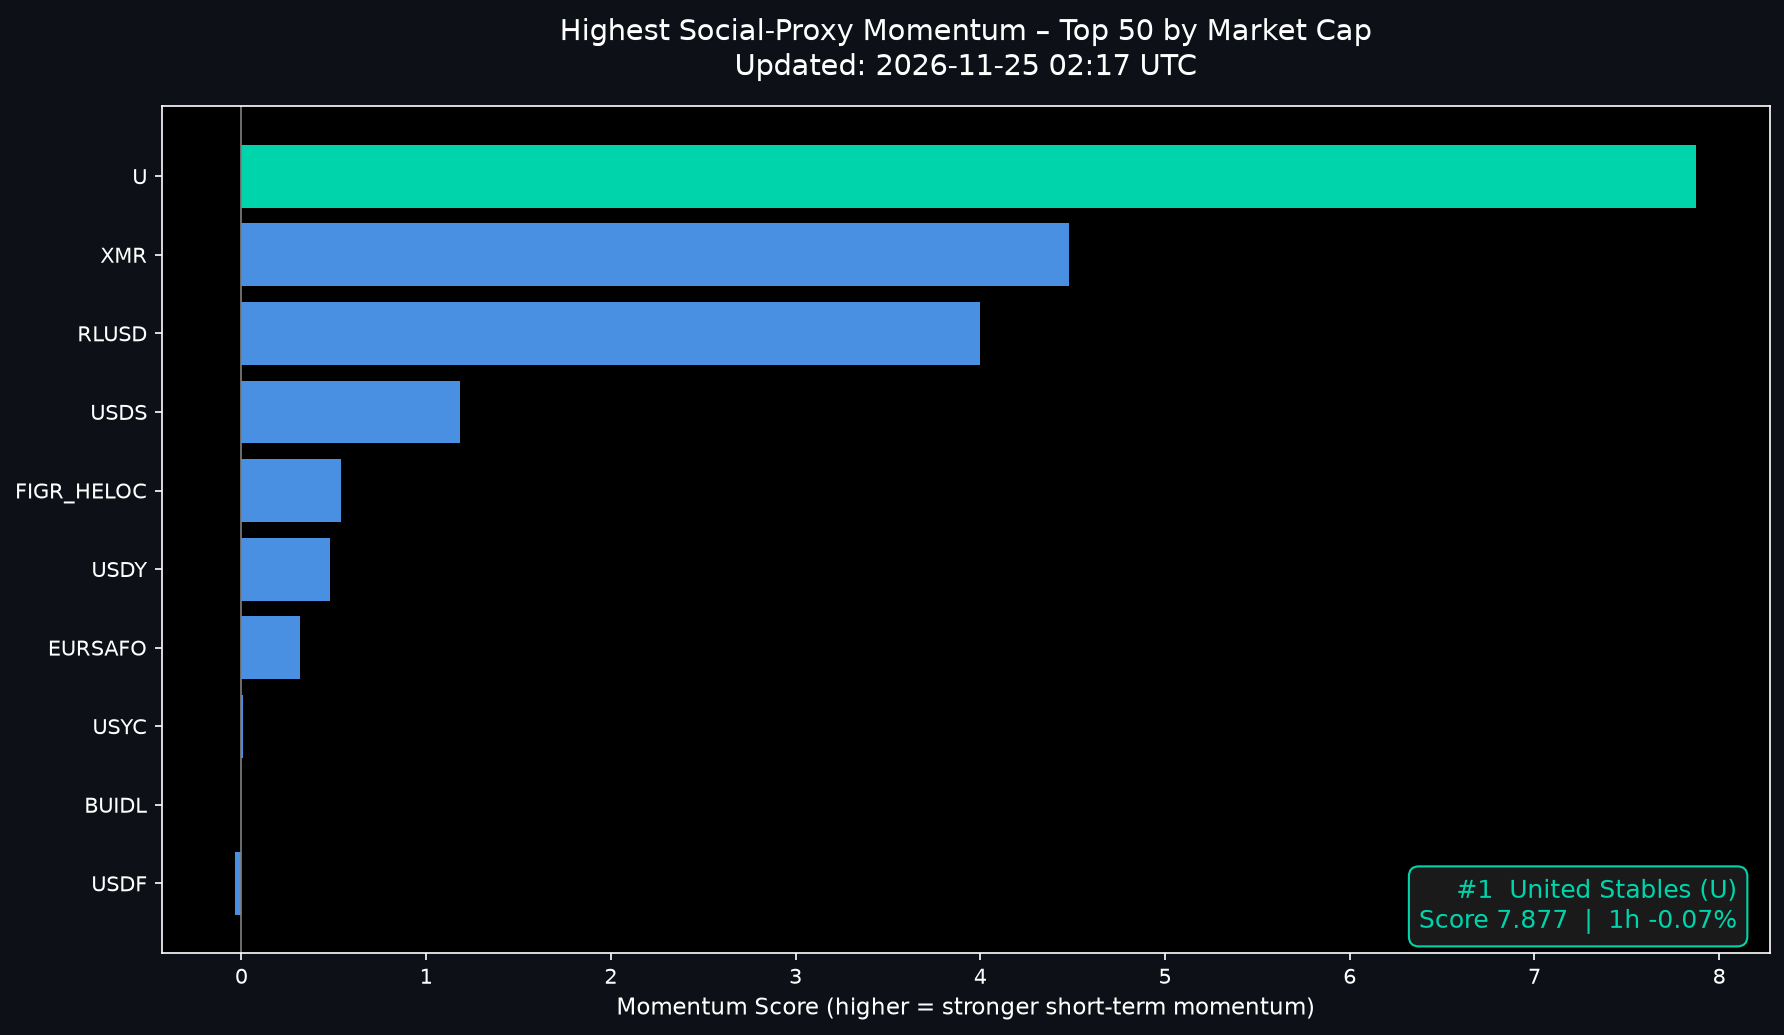 Highest Social-Proxy Momentum – Top 50 by Market Cap
Updated: 2026-11-25 02:17 UTC
U
XMR
RLUSD
USDS
FIGR_HELOC
USDY
EURSAFO
USYC
BUIDL
USDF
#1 United Stables (U)
Score 7.877 | 1h -0.07%
0 1 2 3 4 5 6 7 8
Momentum Score (higher = stronger short-term momentum)